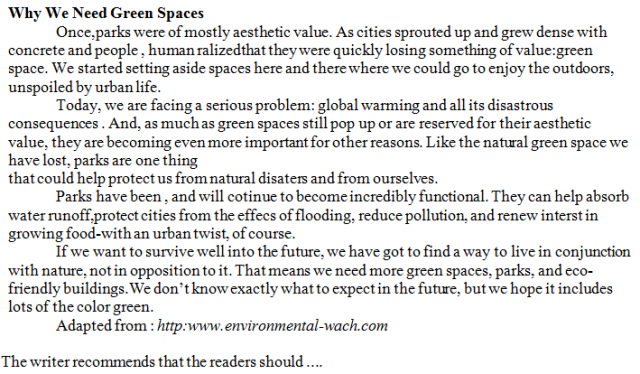 Why We Need Green Spaces
Once,parks were of mostly aesthetic value. As cities sprouted up and grew dense with
concrete and people , human ralizedthat they were quickly losing something of value:green
space. We started setting aside spaces here and there where we could go to enjoy the outdoors,
unspoiled by urban life.
Today, we are facing a serious problem: global warming and all its disastrous
consequences . And, as much as green spaces still pop up or are reserved for their aesthetic
value, they are becoming even more important for other reasons. Like the natural green space we
have lost, parks are one thing
that could help protect us from natural disaters and from ourselves.
Parks have been , and will cotinue to become incredibly functional. They can help absorb
water runoff,protect cities from the effecs of flooding, reduce pollution, and renew interst in
growing food-with an urban twist, of course.
If we want to survive well into the future, we have got to find a way to live in conjunction
with nature, not in opposition to it. That means we need more green spaces, parks, and eco-
friendly buildings.We don't know exactly what to expect in the future, but we hope it includes
lots of the color green.
Adapted from : http:www.environmental-wach.com
The writer recommends that the readers should ....